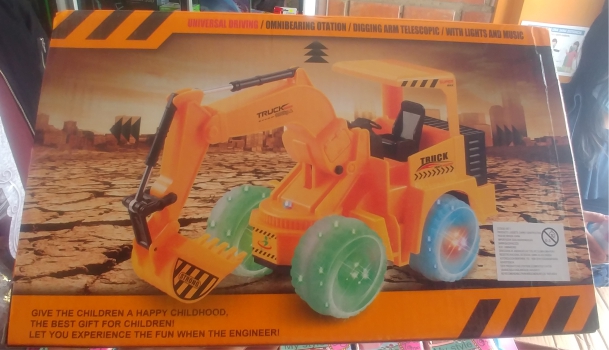 UNIVERSAL DRIVING / OMNIBEARING OTATION / DIGGING ARM TELESCOPIC / WITH LIGHTS AND MUSIC
TRUCK
TRUCK
GIVE THE CHILDREN A HAPPY CHILDHOOD,
THE BEST GIFT FOR CHILDREN!
LET YOU EXPERIENCE THE FUN WHEN THE ENGINEER!